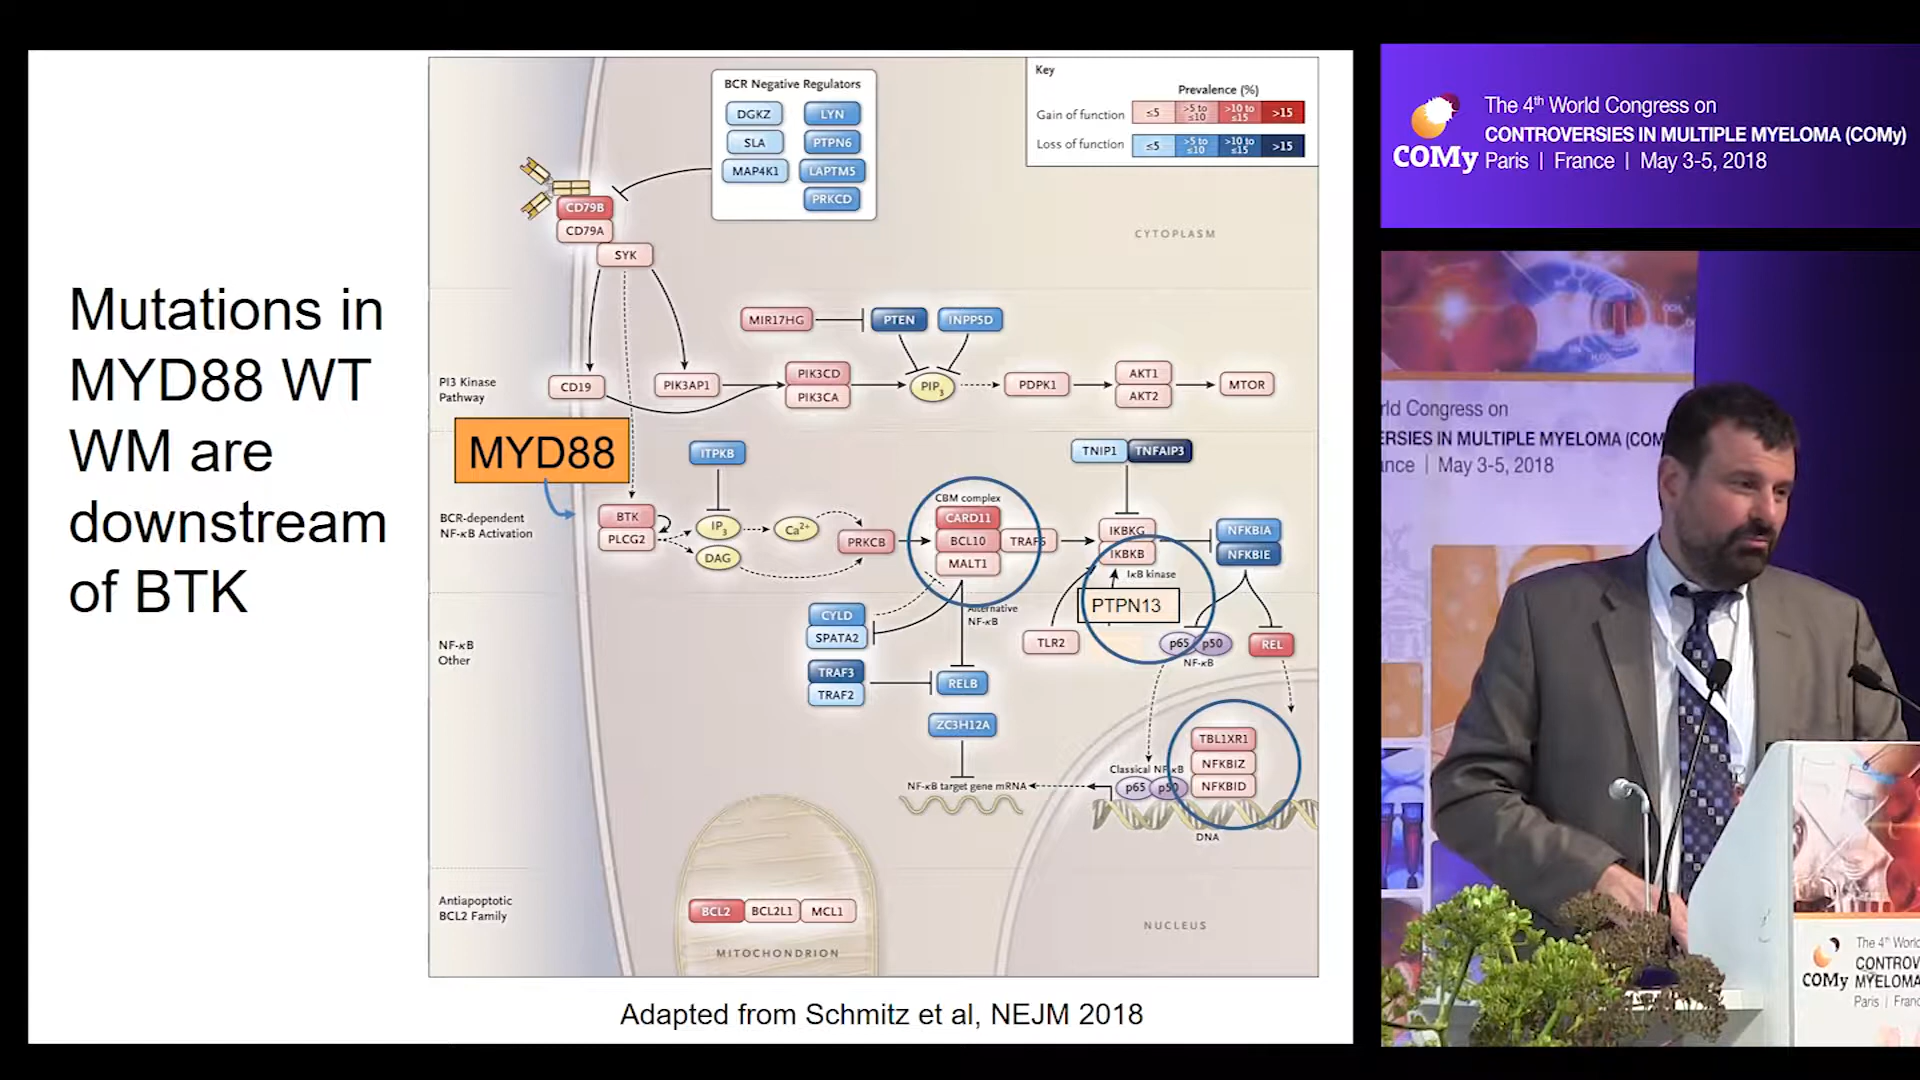 Mutations in
MYD88 WT
WM are
downstream
of BTK
BCR Negative Regulators
DGKZ LYN
SLA PTPN6
MAP4K1 LAPTM5
PRKCD
Key
Prevalence (%)
Gain of function ≤5 >5 to ≤10 >10 to ≤15 >15
Loss of function ≤5 >5 to ≤10 >10 to ≤15 >15
CD79B
CD79A
SYK
CYTOPLASM
PI3 Kinase
Pathway
MIR17HG PTEN INPP5D
CD19 PIK3AP1 PIK3CD
PIK3CA
PIP3 PDPK1 AKT1
AKT2
MTOR
MYD88
BCR-dependent
NF-κB Activation
ITPKB
BTK
PLCG2
IP3
DAG
Ca2+
PRKCB
CBM complex
CARD11
BCL10
MALT1
TRAF6
TNIP1 TNFAIP3
IKBKG
IKBKB
IκB kinase
NFKBIA
NFKBIE
PTPN13
TLR2
p65 p50
NF-κB
REL
NF-κB
Other
CYLD
SPATA2
Alternative
NF-κB
TRAF3
TRAF2
RELB
ZC3H12A
NF-κB target gene mRNA
Classical NF-κB
p65 p50
TBL1XR1
NFKBIZ
NFKBID
DNA
Antiapoptotic
BCL2 Family
BCL2 BCL2L1 MCL1
MITOCHONDRION
NUCLEUS
Adapted from Schmitz et al, NEJM 2018
COMy
The 4th World Congress on
CONTROVERSIES IN MULTIPLE MYELOMA (COMy)
Paris | France | May 3-5, 2018
rld Congress on
ERSIES IN MULTIPLE MYELOMA (COM
ance | May 3-5, 2018
COMy
The 4th World
CONTROV
MYELOMA
Paris | Franc